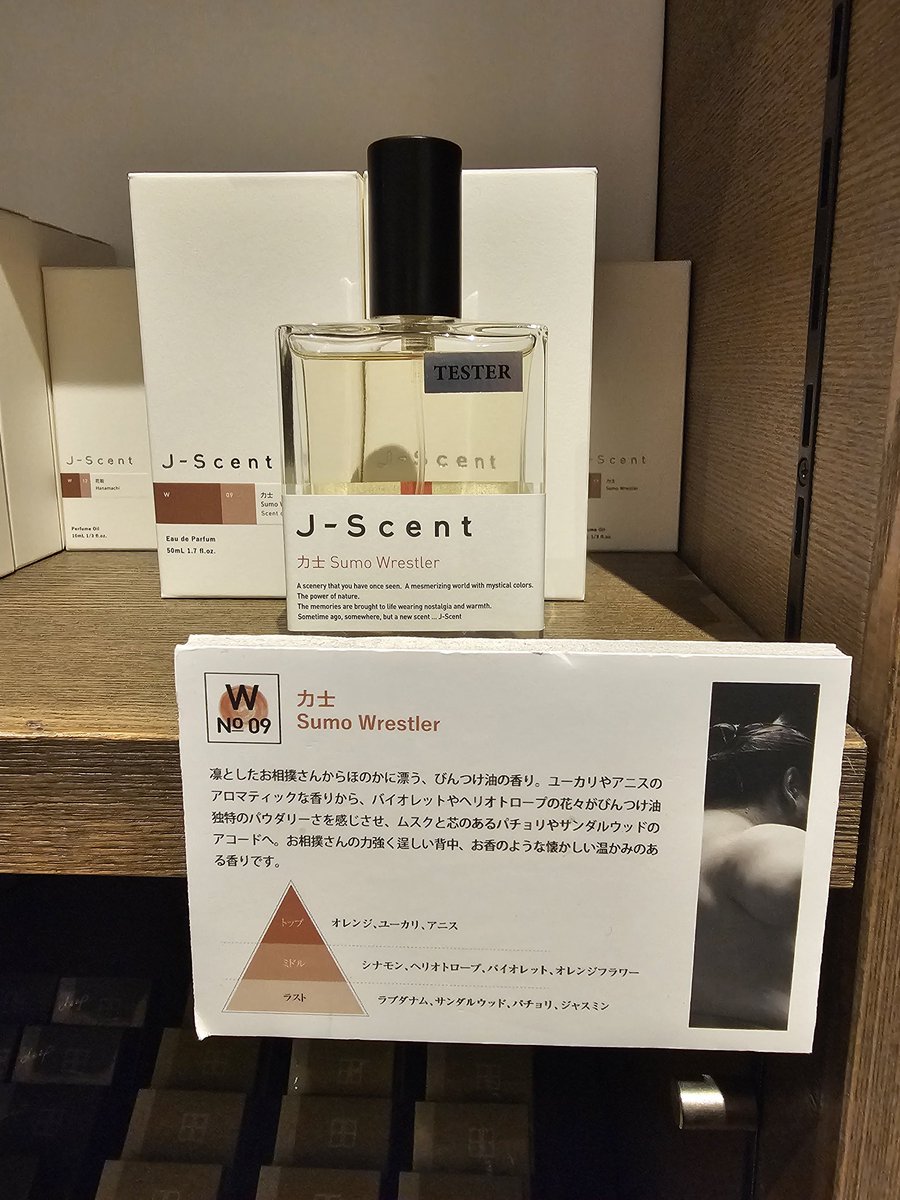 TESTER
J-Scent
J-Scent
W 12 花街
Hanamachi
Perfume Oil
10mL 1/3 fl.oz.
J-Scent
W 09 力士
Sumo
Scent
Eau de Parfum
50mL 1.7 fl.oz.
-Scent
力士
Sumo Wrestler
Oil
1/3 fl.oz.
J-Scent
力士 Sumo Wrestler
A scenery that you have once seen. A mesmerizing world with mystical colors.
The power of nature.
The memories are brought to life wearing nostalgia and warmth.
Sometime ago, somewhere, but a new scent ... J-Scent
W
No 09
力士
Sumo Wrestler
凛としたお相撲さんからほのかに漂う、びんつけ油の香り。ユーカリやアニスの
アロマティックな香りから、バイオレットやヘリオトロープの花々がびんつけ油
独特のパウダリーさを感じさせ、ムスクと芯のあるパチョリやサンダルウッドの
アコードへ。お相撲さんの力強く逞しい背中、お香のような懐かしい温かみのあ
る香りです。
トップ オレンジ、ユーカリ、アニス
ミドル シナモン、ヘリオトロープ、バイオレット、オレンジフラワー
ラスト ラブダナム、サンダルウッド、パチョリ、ジャスミン